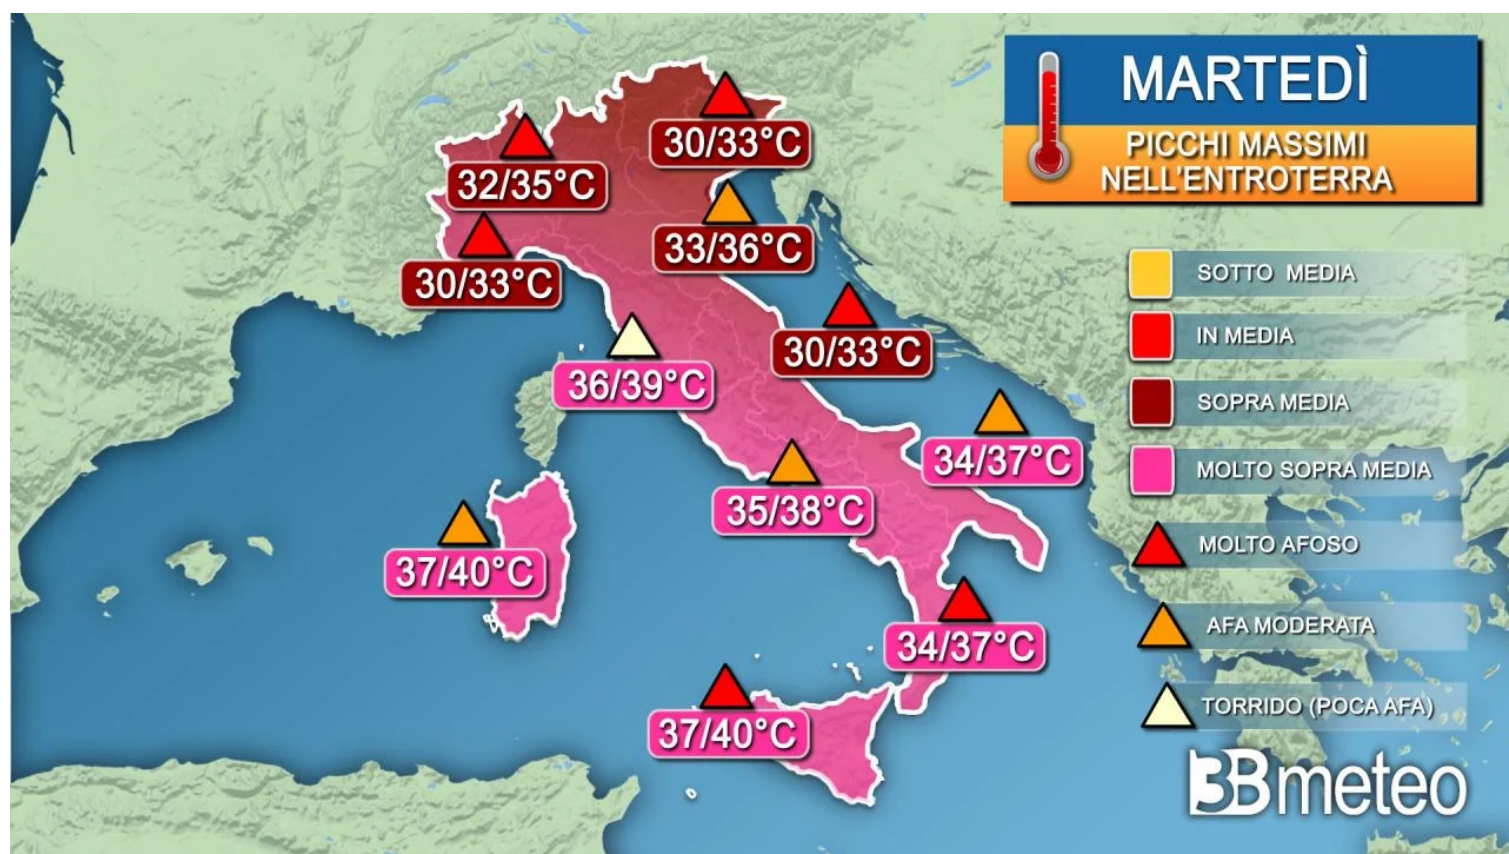 MARTEDÌ
PICCHI MASSIMI
NELL'ENTROTERRA
30/33°C
32/35°C
33/36°C
30/33°C
30/33°C
36/39°C
34/37°C
35/38°C
37/40°C
34/37°C
37/40°C
SOTTO MEDIA
IN MEDIA
SOPRA MEDIA
MOLTO SOPRA MEDIA
MOLTO AFOSO
AFA MODERATA
TORRIDO (POCA AFA)
3Bmeteo